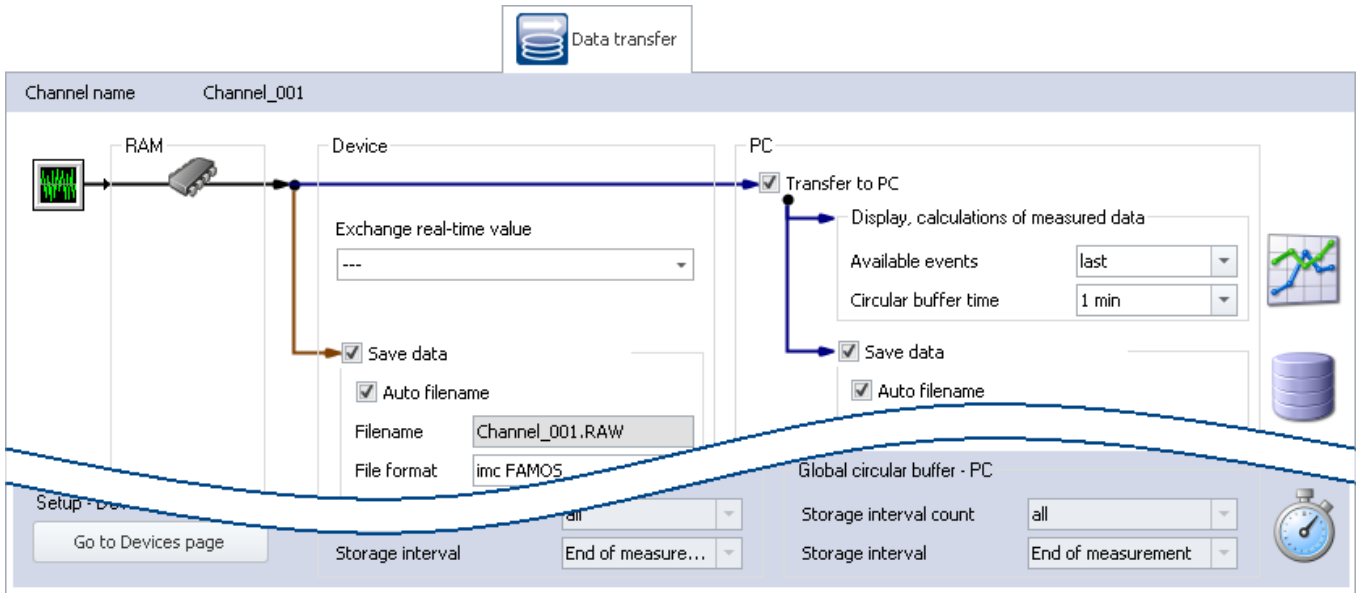 Data transfer
Channel name Channel_001
RAM Device PC
Transfer to PC
Exchange real-time value Display, calculations of measured data
--- Available events last
Circular buffer time 1 min
Save data Save data
Auto filename Auto filename
Filename Channel_001.RAW
File format imc FAMOS Global circular buffer - PC
Setup -
all Storage interval count all
Go to Devices page
Storage interval End of measure... Storage interval End of measurement